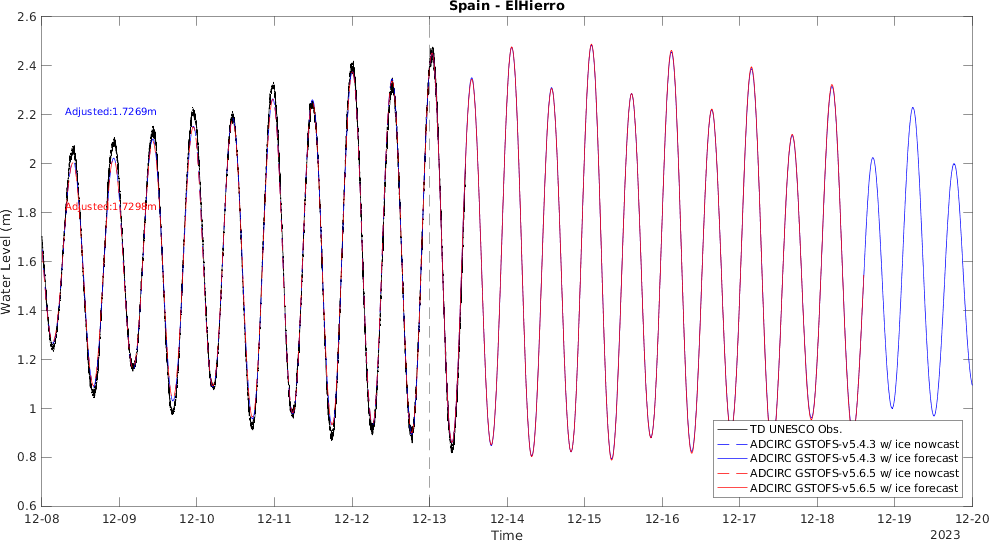 Spain - ElHierro
2.6
2.4
2.2
2
1.8
1.6
1.4
1.2
1
0.8
0.6
Water Level (m)
Adjusted:1.7269m
Adjusted:1.7298m
TD UNESCO Obs.
ADCIRC GSTOFS-v5.4.3 w/ ice nowcast
ADCIRC GSTOFS-v5.4.3 w/ ice forecast
ADCIRC GSTOFS-v5.6.5 w/ ice nowcast
ADCIRC GSTOFS-v5.6.5 w/ ice forecast
12-08 12-09 12-10 12-11 12-12 12-13 12-14 12-15 12-16 12-17 12-18 12-19 12-20
Time
2023